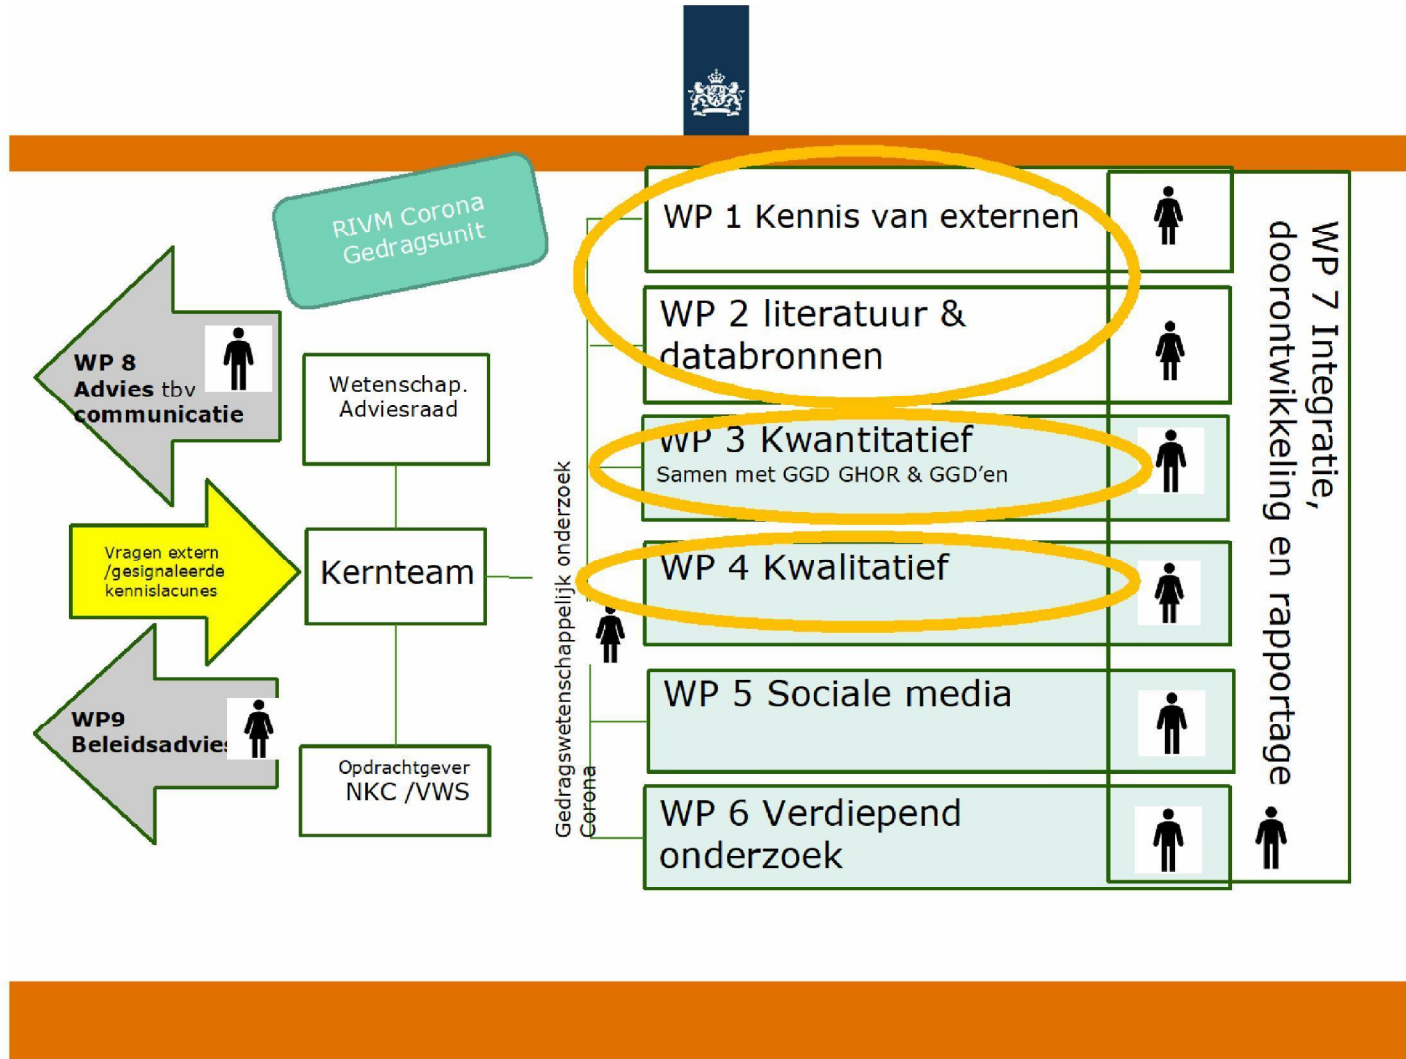 RIVM Corona
Gedragsunit
WP 8
Advies tbv
communicatie
Vragen extern
/gesignaleerde
kennislacunes
WP9
Beleidsadvies
Wetenschap.
Adviesraad
Kernteam
Opdrachtgever
NKC /VWS
Gedragswetenschappelijk onderzoek
Corona
WP 1 Kennis van externen
WP 2 literatuur &
databronnen
WP 3 Kwantitatief
Samen met GGD GHOR & GGD’en
WP 4 Kwalitatief
WP 5 Sociale media
WP 6 Verdiepend
onderzoek
WP 7 Integratie,
doorontwikkeling en rapportage